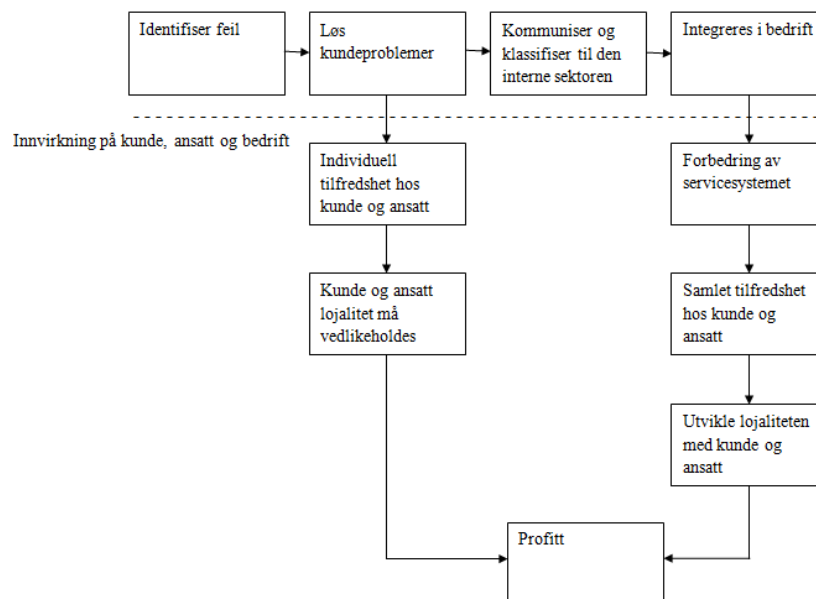 Identifiser feil
Løs
kundeproblemer
Kommuniser og
klassifiser til den
interne sektoren
Integreres i bedrift
Innvirkning på kunde, ansatt og bedrift
Individuell
tilfredshet hos
kunde og ansatt
Forbedring av
servicesystemet
Kunde og ansatt
lojalitet må
vedlikeholdes
Samlet tilfredshet
hos kunde og
ansatt
Utvikle lojaliteten
med kunde og
ansatt
Profitt